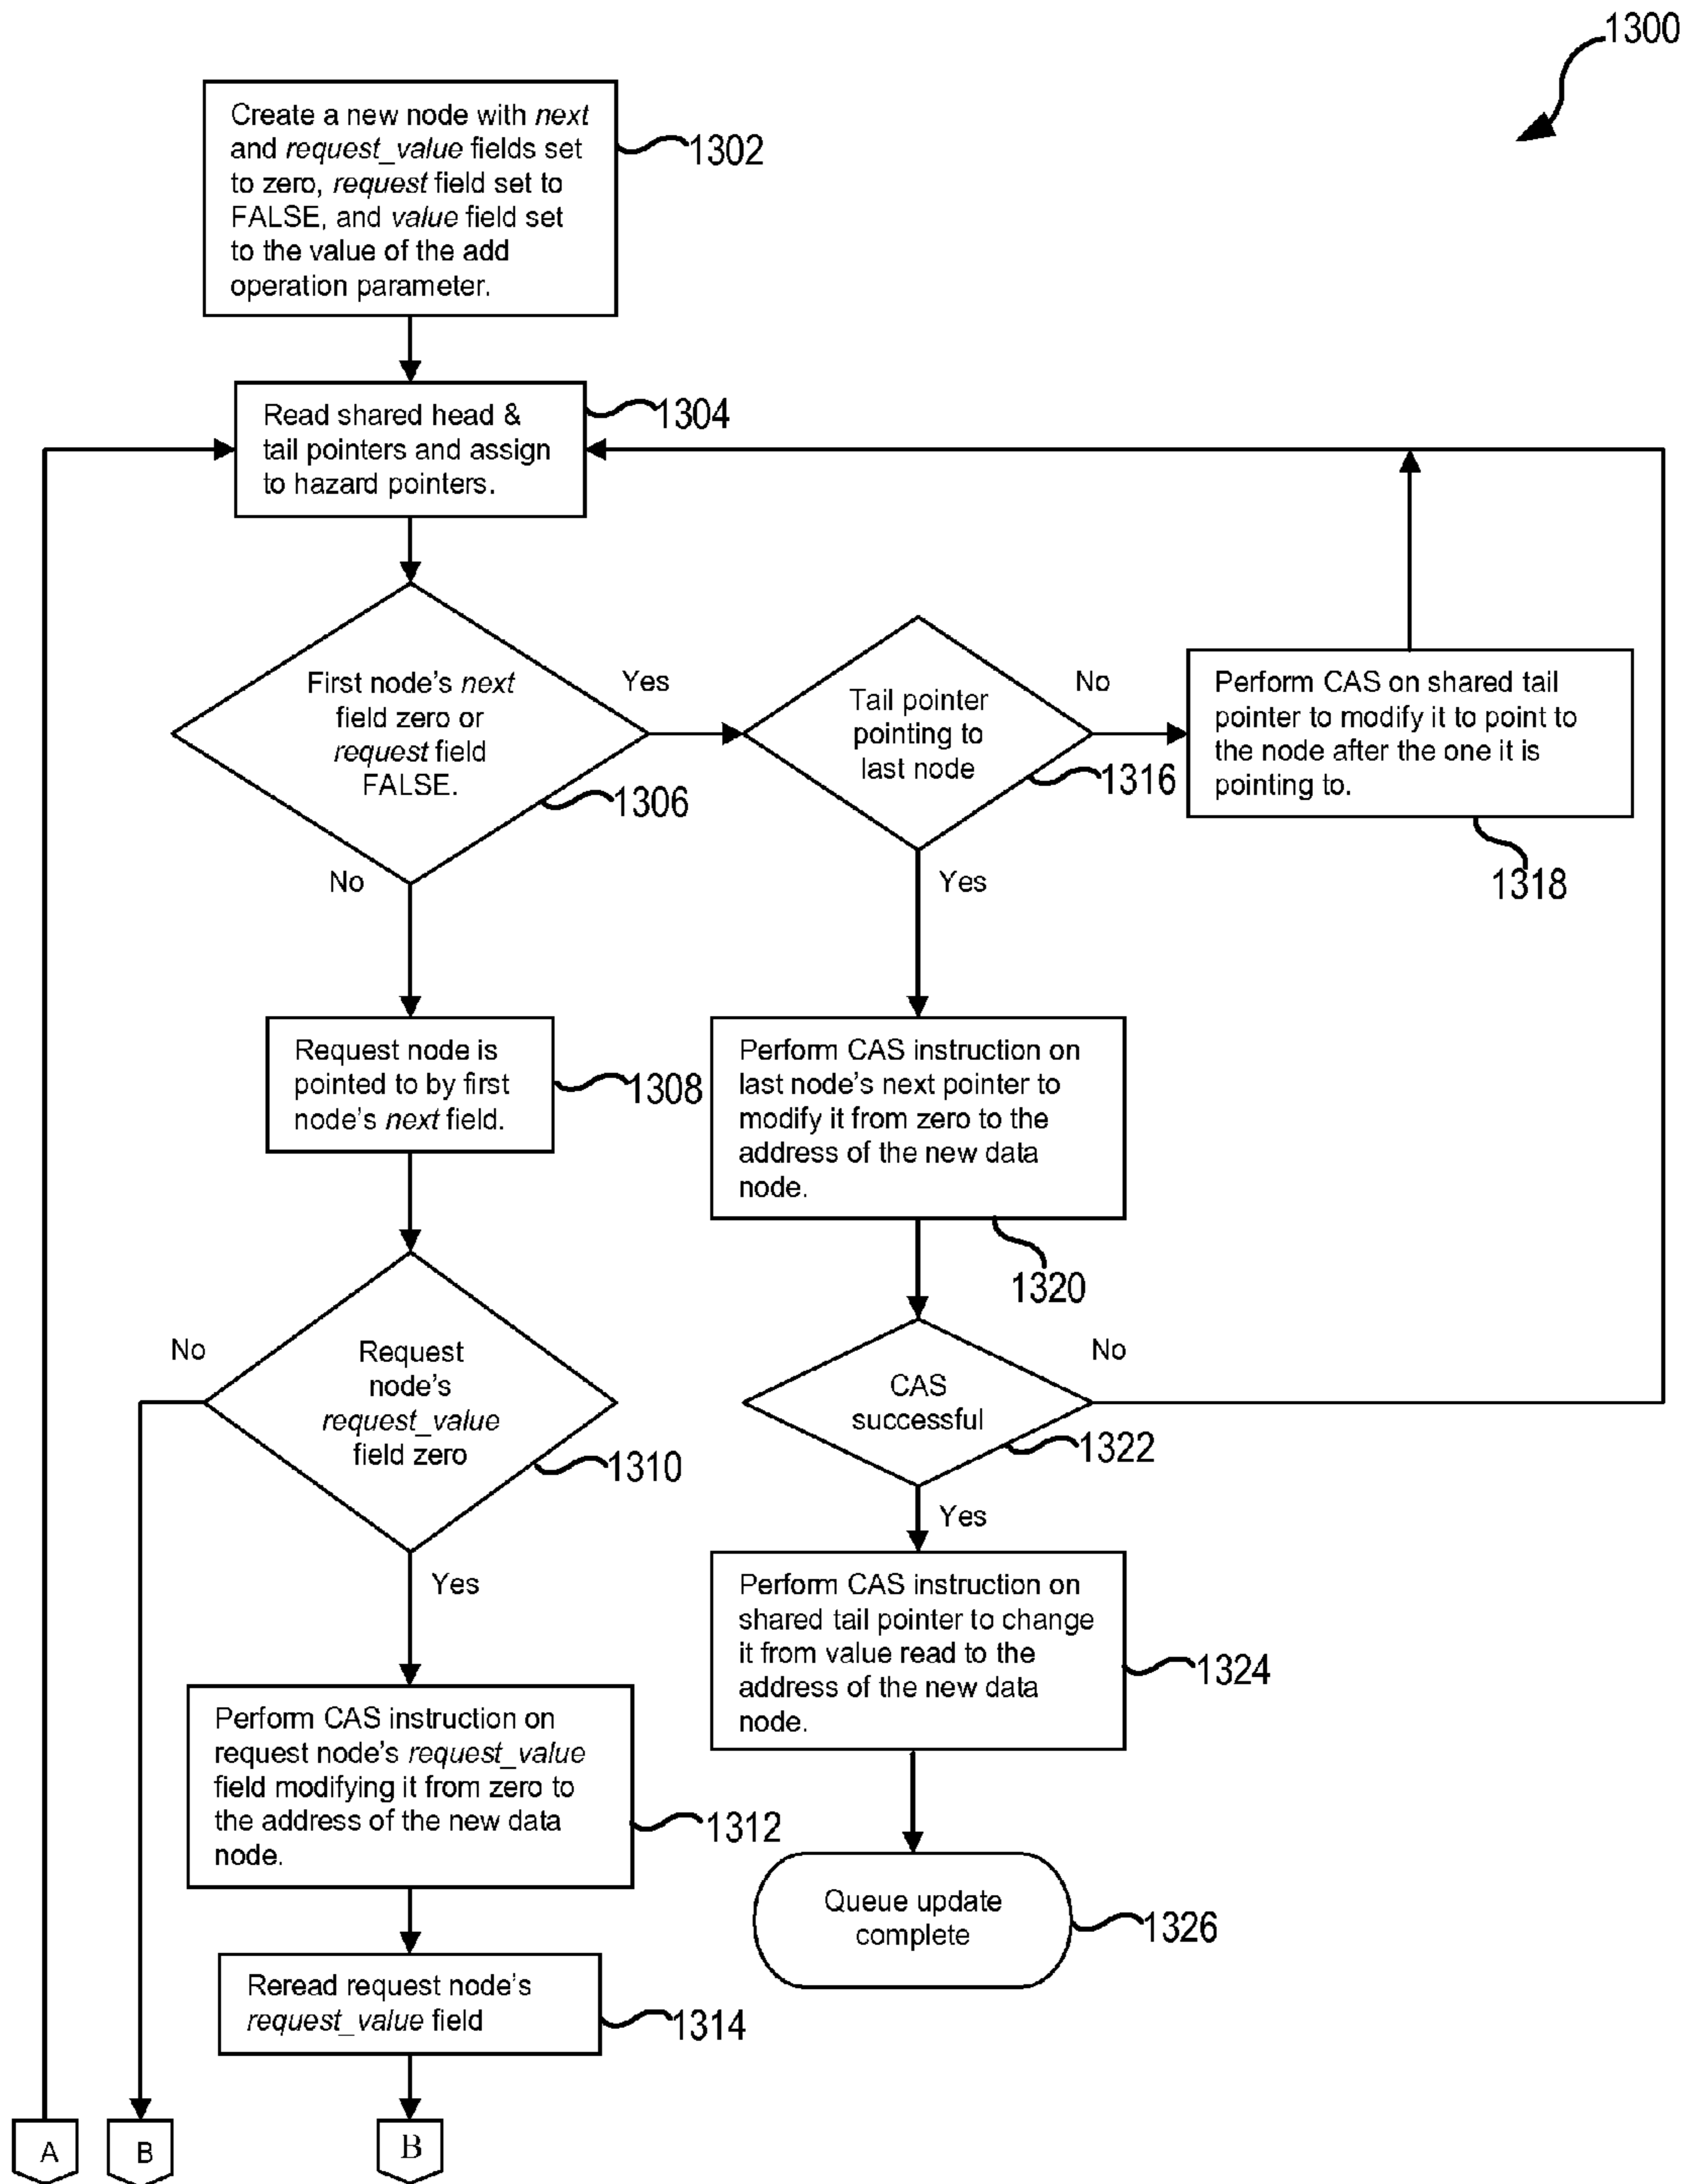 1300
Create a new node with next
and request_value fields set
to zero, request field set to
FALSE, and value field set
to the value of the add
operation parameter.
1302
Read shared head &
tail pointers and assign
to hazard pointers.
1304
First node's next
field zero or
request field
FALSE.
1306
Yes
No
Tail pointer
pointing to
last node
1316
No
Yes
Perform CAS on shared tail
pointer to modify it to point to
the node after the one it is
pointing to.
1318
Request node is
pointed to by first
node's next field.
1308
Perform CAS instruction on
last node's next pointer to
modify it from zero to the
address of the new data
node.
1320
No
Request
node's
request_value
field zero
1310
Yes
CAS
successful
1322
No
Yes
Perform CAS instruction on
request node's request_value
field modifying it from zero to
the address of the new data
node.
1312
Perform CAS instruction on
shared tail pointer to change
it from value read to the
address of the new data
node.
1324
Queue update
complete
1326
Reread request node's
request_value field
1314
A
B
B